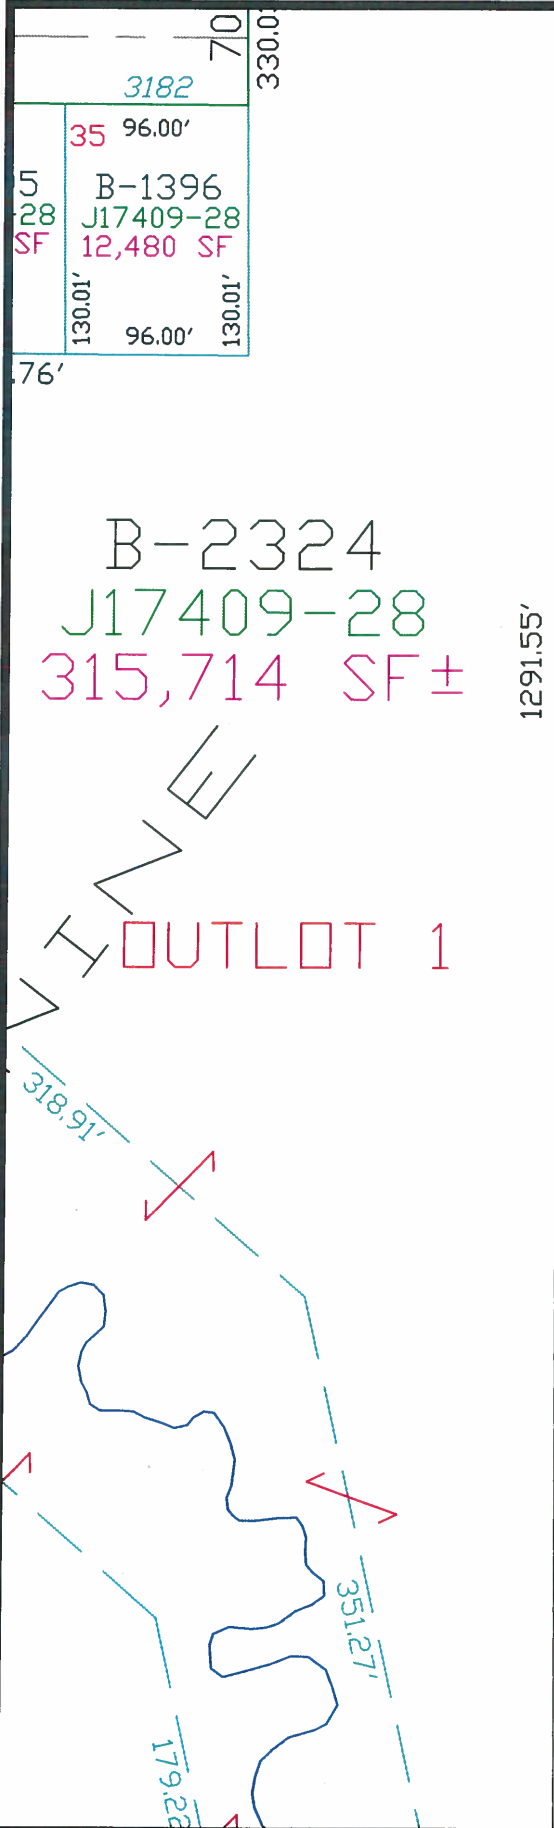 70
330.0
3182
35 96.00'
5 B-1396
-28 J17409-28
SF 12,480 SF
130.01'
96.00'
130.01'
.76'
B-2324
J17409-28
315,714 SF±
1291.55'
VINE
OUTLOT 1
318.91'
351.27'
179.22